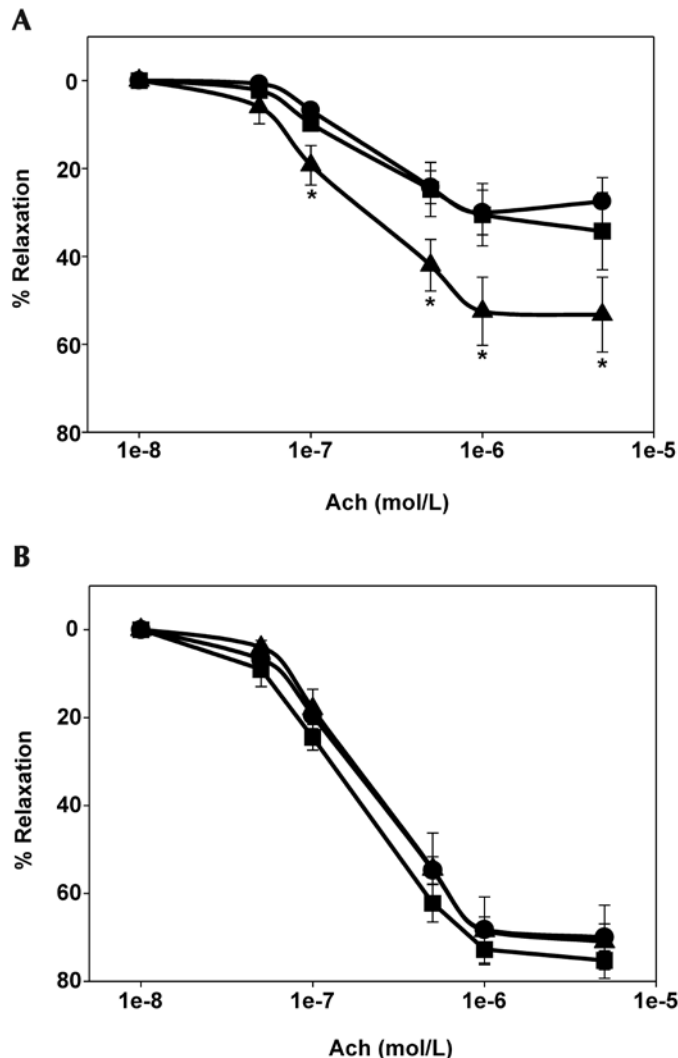 A
0
20
40
60
80
% Relaxation
*
*
*
*
1e-8 1e-7 1e-6 1e-5
Ach (mol/L)
B
0
20
40
60
80
% Relaxation
1e-8 1e-7 1e-6 1e-5
Ach (mol/L)